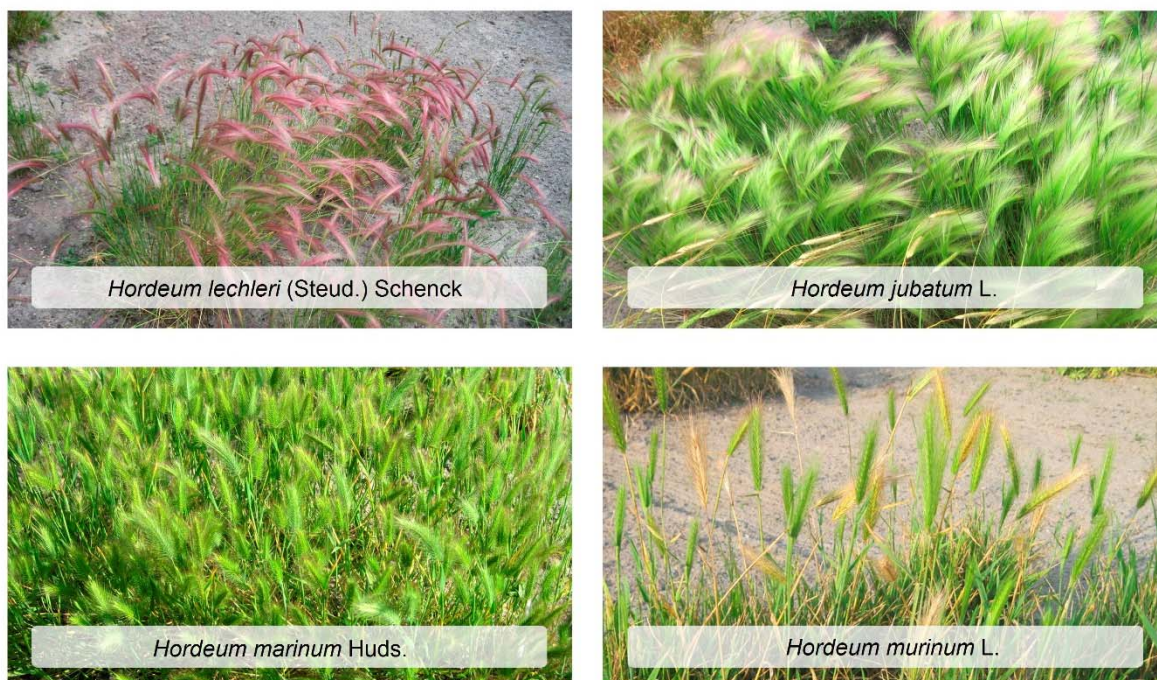 Hordeum lechleri (Steud.) Schenck
Hordeum jubatum L.
Hordeum marinum Huds.
Hordeum murinum L.